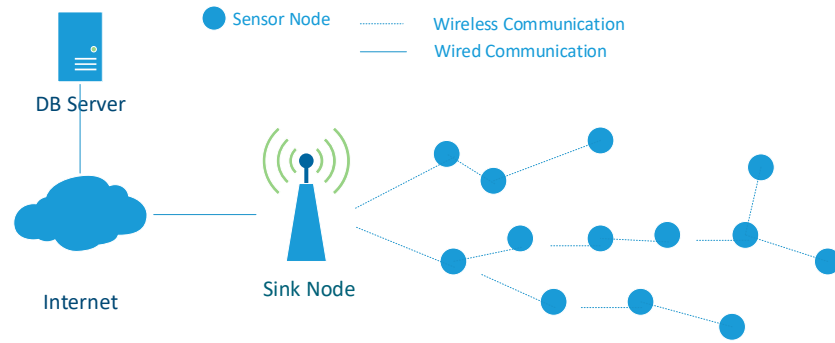 Sensor Node
Wireless Communication
Wired Communication
DB Server
Sink Node
Internet